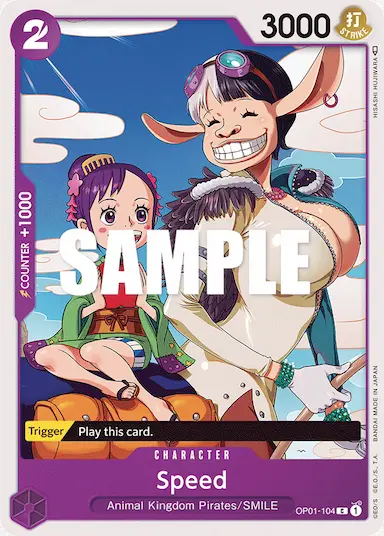 2
3000
打
STRIKE
HISASHI FUJIWARA
COUNTER +1000
SAMPLE
Trigger Play this card.
CHARACTER
Speed
Animal Kingdom Pirates/SMILE
OP01-104 C 1
©E.O/S ©E.O./S., T.A. BANDAI MADE IN JAPAN